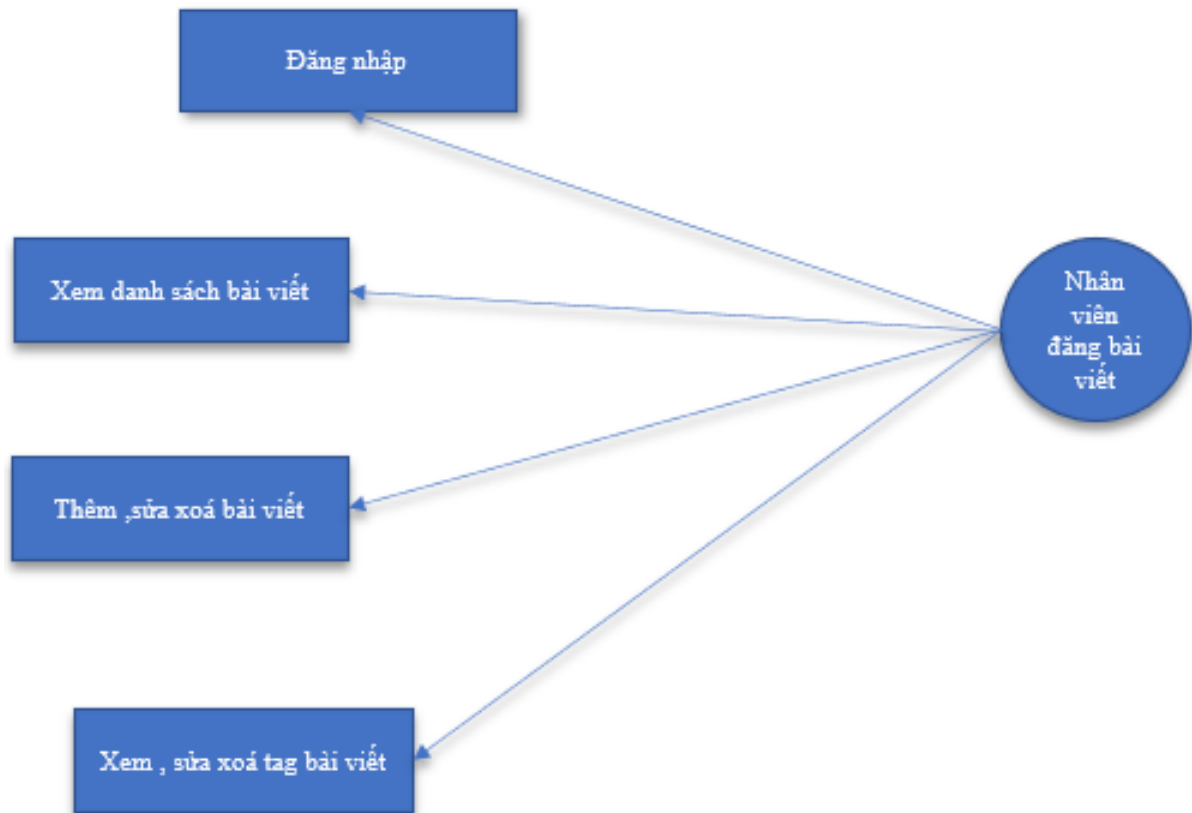 Đăng nhập
Xem danh sách bài viết
Thêm ,sửa xoá bài viết
Xem , sửa xoá tag bài viết
Nhân
viên
đăng bài
viết